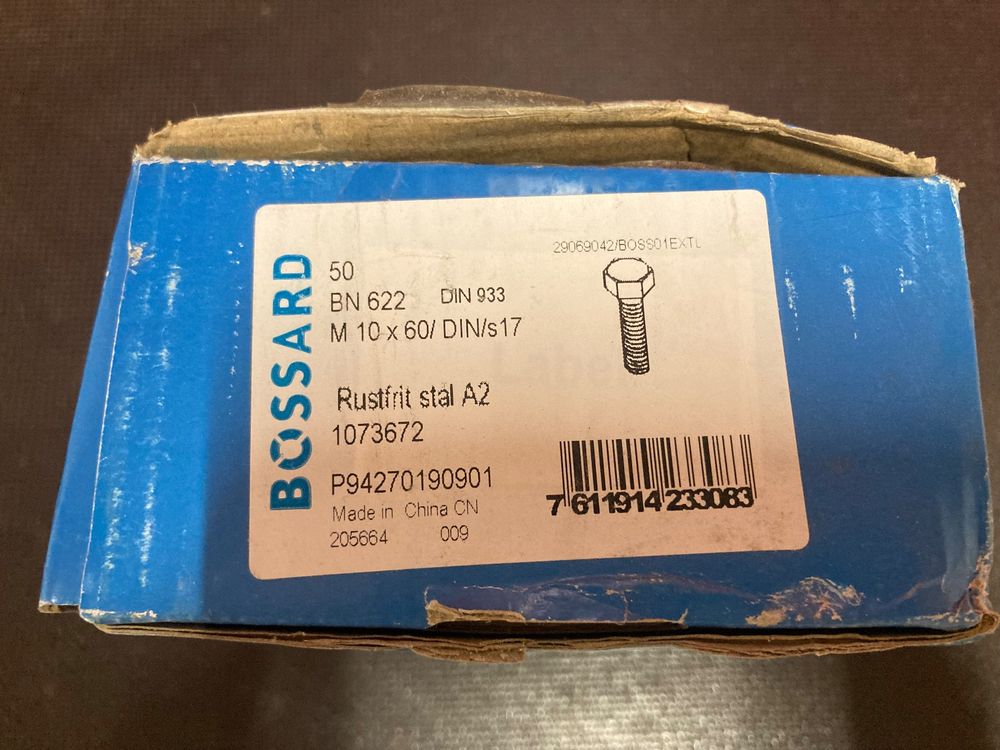 BOSSARD
29069042/BOSS01EXTL
50
BN 622 DIN 933
M 10 x 60/ DIN/s17
Rustfrit stål A2
1073672
P94270190901
Made in China CN
205664 009
7 611914 233083